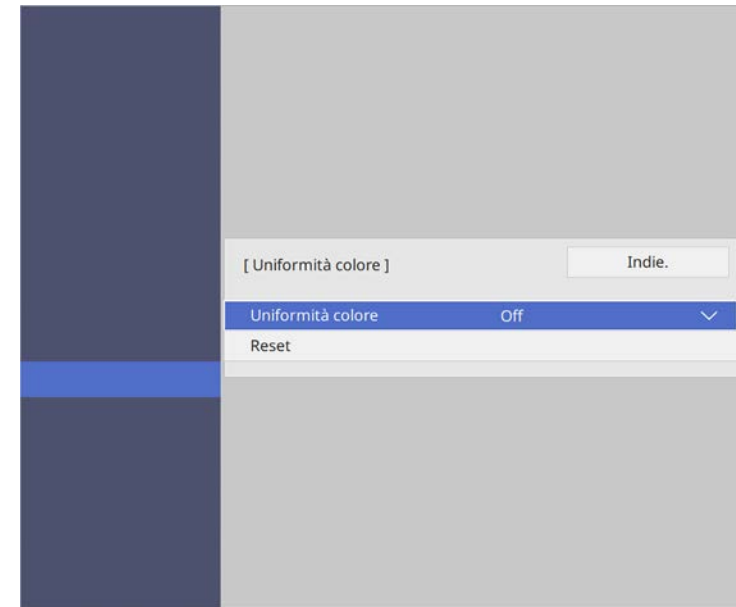 [ Uniformità colore ]
Indie.
Uniformità colore Off
Reset